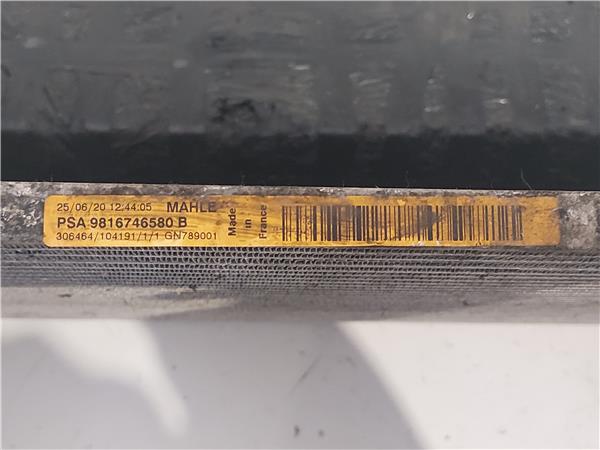 25/06/20 12:44:05 MAHLE
PSA 9816746580 B
306464/104191/1/1 GN789001
Made
in
France